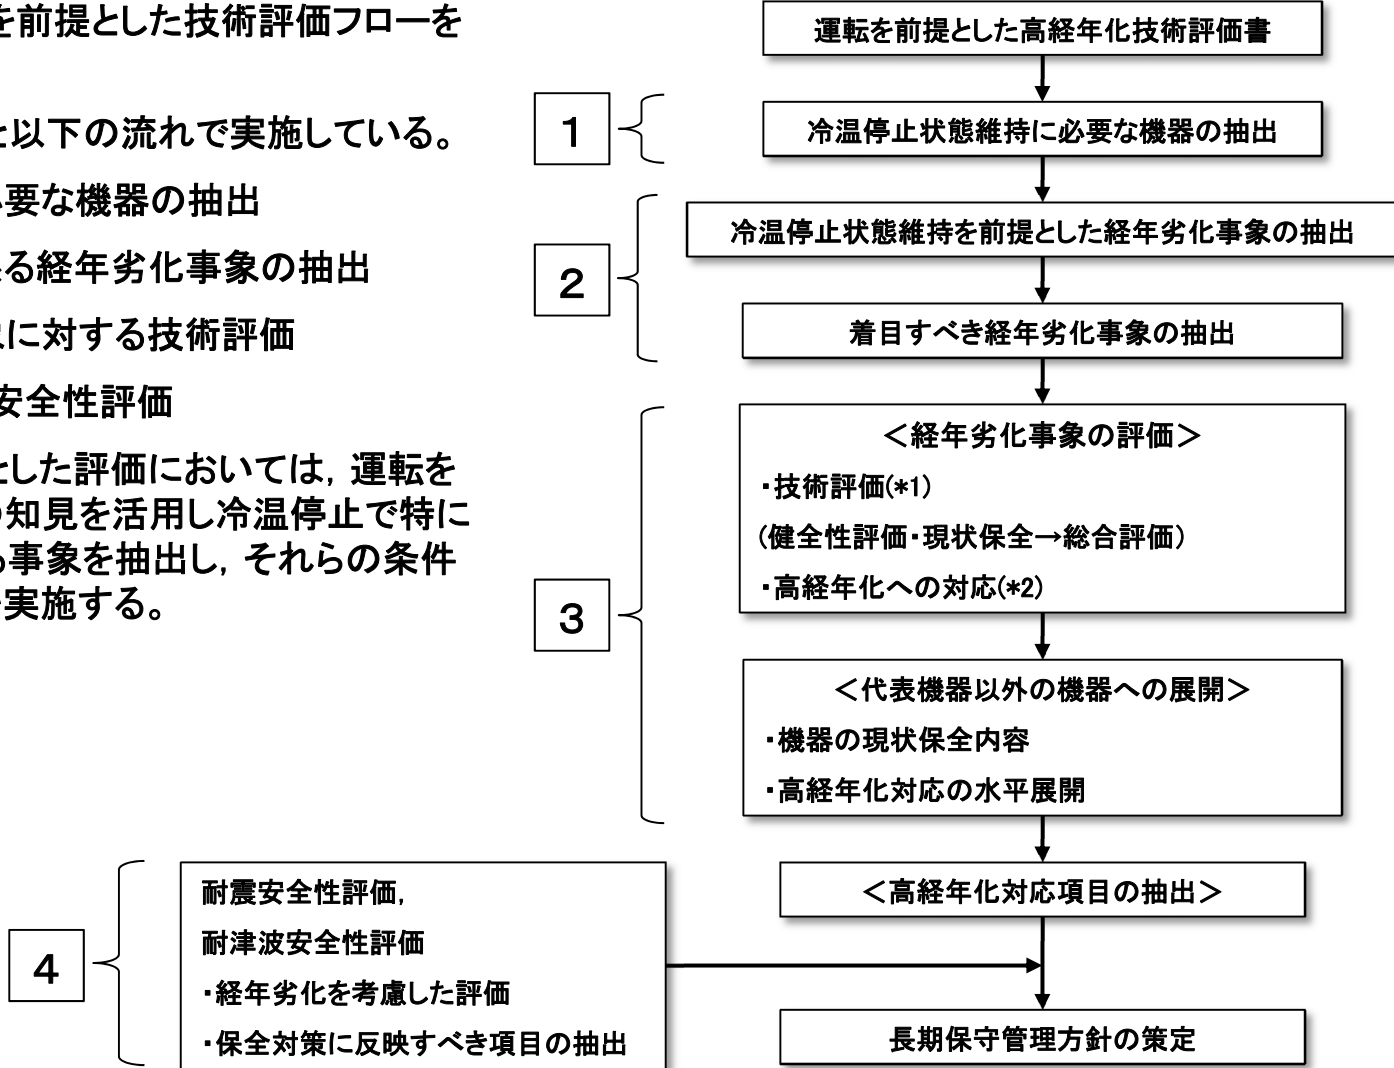 を前提とした技術評価フローを
以下の流れで実施している。
要な機器の抽出
る経年劣化事象の抽出
に対する技術評価
安全性評価
とした評価においては，運転を
知見を活用し冷温停止で特に
事象を抽出し，それらの条件
実施する。
運転を前提とした高経年化技術評価書
1
冷温停止状態維持に必要な機器の抽出
2
冷温停止状態維持を前提とした経年劣化事象の抽出
着目すべき経年劣化事象の抽出
3
＜経年劣化事象の評価＞
・技術評価(*1)
(健全性評価・現状保全→総合評価)
・高経年化への対応(*2)
＜代表機器以外の機器への展開＞
・機器の現状保全内容
・高経年化対応の水平展開
＜高経年化対応項目の抽出＞
4
耐震安全性評価，
耐津波安全性評価
・経年劣化を考慮した評価
・保全対策に反映すべき項目の抽出
長期保守管理方針の策定